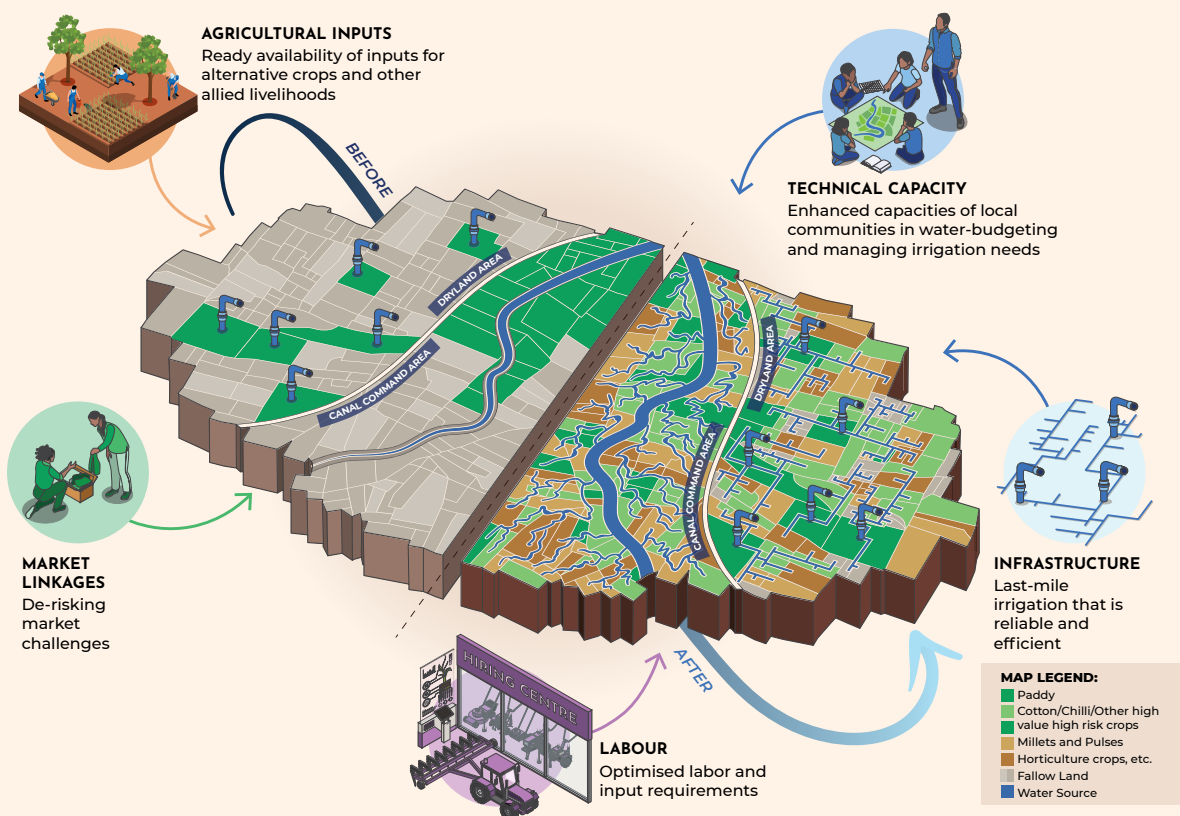 AGRICULTURAL INPUTS
Ready availability of inputs for
alternative crops and other
allied livelihoods
BEFORE
TECHNICAL CAPACITY
Enhanced capacities of local
communities in water-budgeting
and managing irrigation needs
DRYLAND AREA
CANAL COMMAND AREA
DRYLAND AREA
CANAL COMMAND AREA
MARKET
LINKAGES
De-risking
market
challenges
INFRASTRUCTURE
Last-mile
irrigation that is
reliable and
efficient
AFTER
HIRING CENTRE
LABOUR
Optimised labor and
input requirements
MAP LEGEND:
Paddy
Cotton/Chilli/Other high
value high risk crops
Millets and Pulses
Horticulture crops, etc.
Fallow Land
Water Source